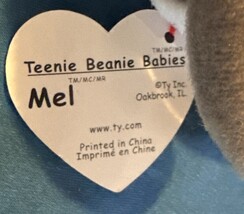 TM/MC/MR
Teenie Beanie Babies
TM/MC/MR
Mel
©Ty Inc.
Oakbrook, IL.
www.ty.com
Printed in China
Imprimé en Chine